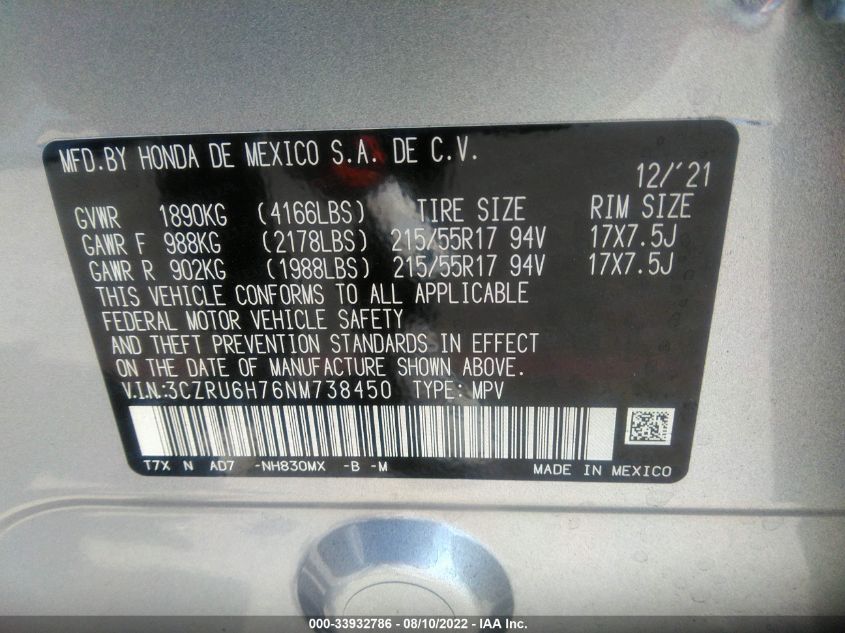 MFD.BY HONDA DE MEXICO S.A. DE C.V.
12/'21
GVWR 1890KG (4166LBS) TIRE SIZE RIM SIZE
GAWR F 988KG (2178LBS) 215/55R17 94V 17X7.5J
GAWR R 902KG (1988LBS) 215/55R17 94V 17X7.5J
THIS VEHICLE CONFORMS TO ALL APPLICABLE
FEDERAL MOTOR VEHICLE SAFETY
AND THEFT PREVENTION STANDARDS IN EFFECT
ON THE DATE OF MANUFACTURE SHOWN ABOVE.
V.I.N.:3CZRU6H76NM738450 TYPE: MPV
T7X N AD7 -NH830MX -B -M MADE IN MEXICO
000-33932786 - 08/10/2022 - IAA Inc.